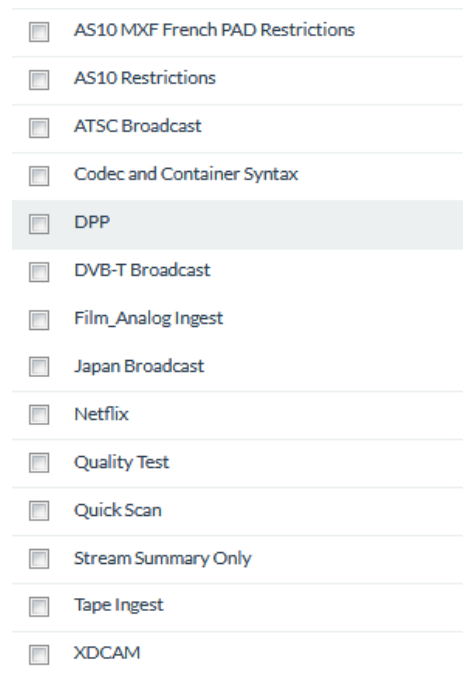 AS10 MXF French PAD Restrictions
AS10 Restrictions
ATSC Broadcast
Codec and Container Syntax
DPP
DVB-T Broadcast
Film_Analog Ingest
Japan Broadcast
Netflix
Quality Test
Quick Scan
Stream Summary Only
Tape Ingest
XDCAM